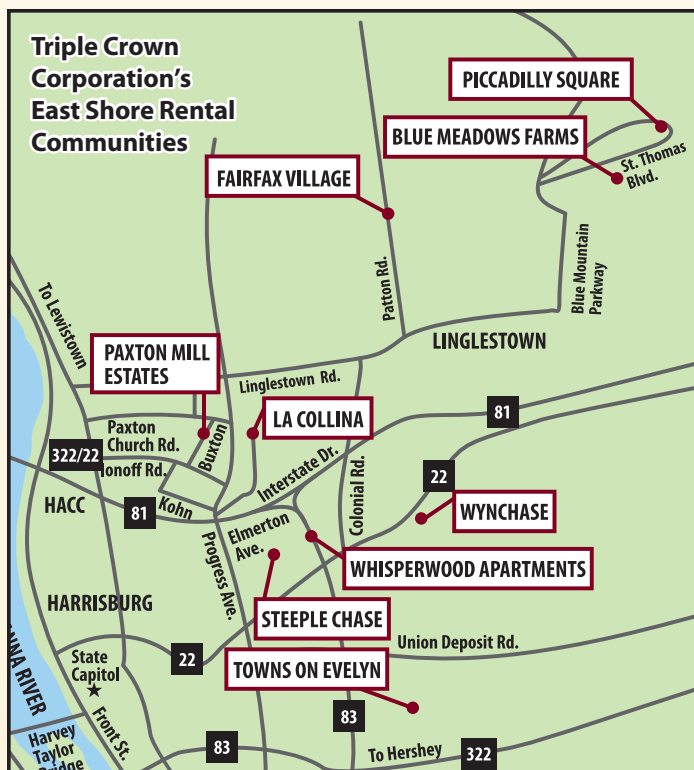 Triple Crown
Corporation's
East Shore Rental
Communities
PICCADILLY SQUARE
BLUE MEADOWS FARMS
St. Thomas
Blvd.
FAIRFAX VILLAGE
Patton Rd.
Blue Mountain
Parkway
To Lewistown
LINGLESTOWN
PAXTON MILL
ESTATES
Linglestown Rd.
LA COLLINA
81
Paxton
Church Rd.
Buxton
322/22
Interstate Dr.
Colonial Rd.
22
HACC
Kohn
81
WYNCHASE
Elmerton
Ave.
Progress Ave.
WHISPERWOOD APARTMENTS
HARRISBURG
STEEPLE CHASE
Union Deposit Rd.
22
State
Capitol
TOWNS ON EVELYN
RIVER
Front St.
83
83
To Hershey
322
Harvey
Taylor